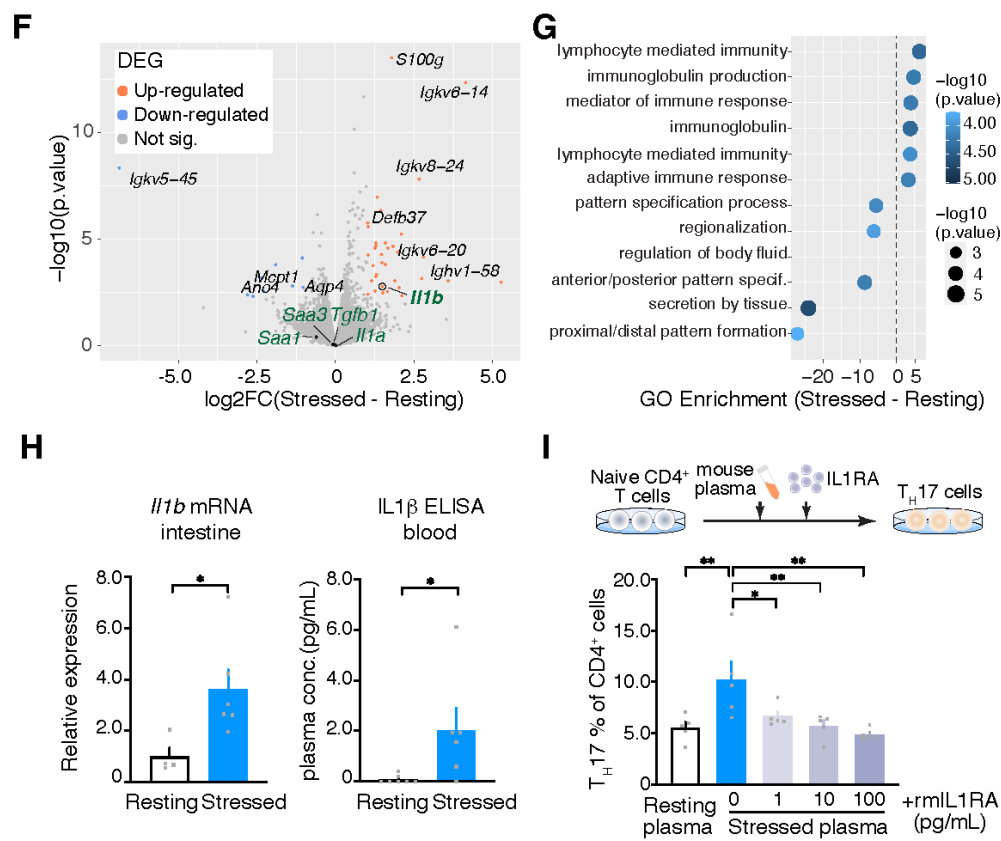 F
DEG
Up-regulated
Down-regulated
Not sig.
S100g
Igkv6-14
Igkv8-24
Igkv5-45
Defb37
Igkv6-20
Ighv1-58
Mcpt1
Ano4
Aqp4
Il1b
Saa3 Tgfb1
Saa1
Il1a
10
5
0
-5.0
-2.5
0
2.5
5.0
-log10(p.value)
log2FC(Stressed - Resting)
G
lymphocyte mediated immunity
immunoglobulin production
mediator of immune response
immunoglobulin
lymphocyte mediated immunity
adaptive immune response
pattern specification process
regionalization
regulation of body fluid
anterior/posterior pattern specif.
secretion by tissue
proximal/distal pattern formation
-20
-10
0
5
GO Enrichment (Stressed - Resting)
-log10
(p.value)
4.00
4.50
5.00
-log10
(p.value)
3
4
5
H
Il1b mRNA
intestine
Relative expression
8.0
6.0
4.0
2.0
0
*
Resting Stressed
IL1β ELISA
blood
plasma conc.(pg/mL)
8.0
6.0
4.0
2.0
0
*
Resting Stressed
I
Naive CD4+
T cells
mouse
plasma
IL1RA
TH17 cells
TH17 % of CD4+ cells
20.0
15.0
10.0
5.0
0
**
**
**
*
Resting
plasma
0 1 10 100
Stressed plasma
+rmIL1RA
(pg/mL)